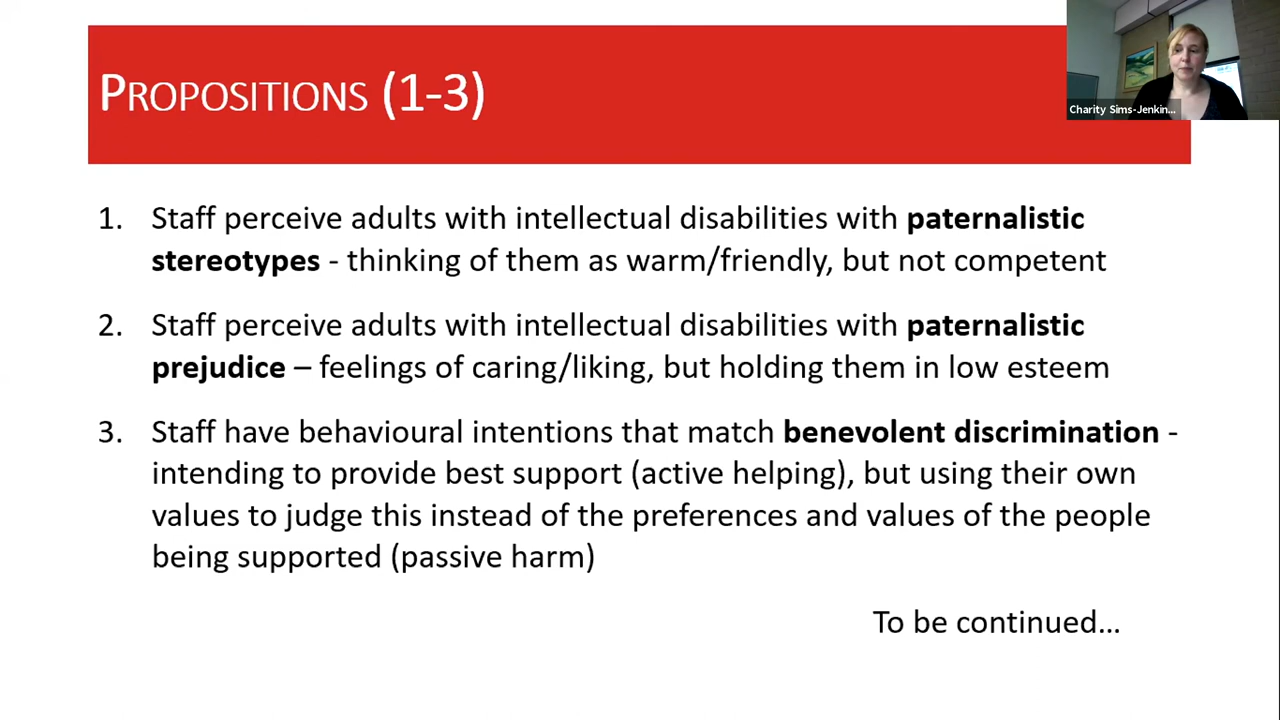 PROPOSITIONS (1-3)
Charity Sims-Jenkin...
1. Staff perceive adults with intellectual disabilities with paternalistic
stereotypes - thinking of them as warm/friendly, but not competent
2. Staff perceive adults with intellectual disabilities with paternalistic
prejudice – feelings of caring/liking, but holding them in low esteem
3. Staff have behavioural intentions that match benevolent discrimination -
intending to provide best support (active helping), but using their own
values to judge this instead of the preferences and values of the people
being supported (passive harm)
To be continued…